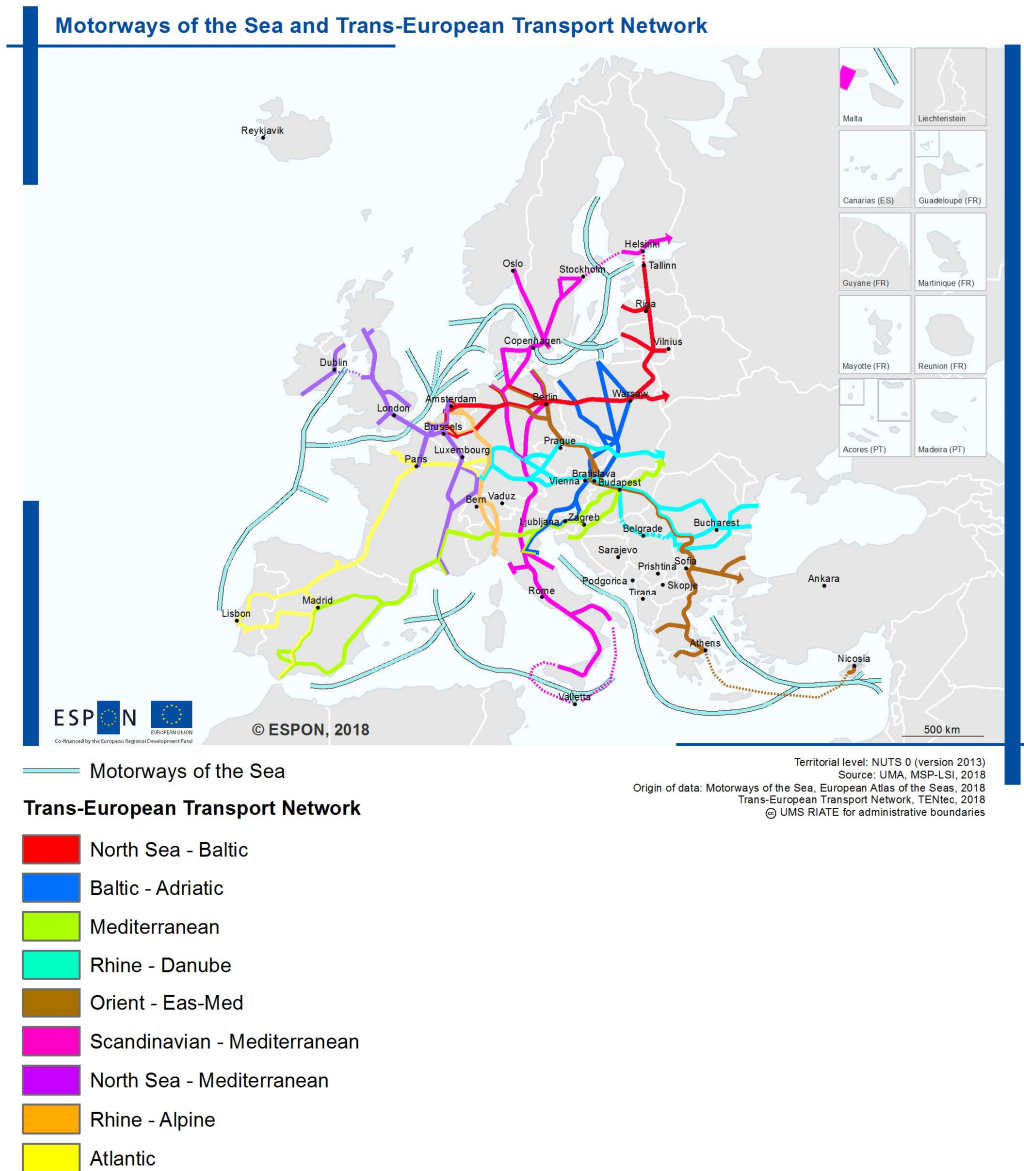 Motorways of the Sea and Trans-European Transport Network
Reykjavik
Malta
Liechtenstein
Canarias (ES)
Guadeloupe (FR)
Guyane (FR)
Martinique (FR)
Mayotte (FR)
Reunion (FR)
Acores (PT)
Madeira (PT)
Helsinki
Oslo
Stockholm
Tallinn
Riga
Copenhagen
Vilnius
Dublin
Amsterdam
Berlin
Warsaw
London
Brussels
Prague
Luxembourg
Paris
Bratislava
Vienna
Budapest
Bern
Vaduz
Ljubljana
Zagreb
Belgrade
Bucharest
Sarajevo
Prishtina
Sofia
Podgorica
Skopje
Ankara
Rome
Tirana
Madrid
Lisbon
Athens
Nicosia
Valletta
ESPON
EUROPEAN UNION
Co-financed by the European Regional Development Fund
© ESPON, 2018
500 km
Territorial level: NUTS 0 (version 2013)
Source: UMA, MSP-LSI, 2018
Origin of data: Motorways of the Sea, European Atlas of the Seas, 2018
Trans-European Transport Network, TENtec, 2018
UMS RIATE for administrative boundaries
Motorways of the Sea
Trans-European Transport Network
North Sea - Baltic
Baltic - Adriatic
Mediterranean
Rhine - Danube
Orient - Eas-Med
Scandinavian - Mediterranean
North Sea - Mediterranean
Rhine - Alpine
Atlantic